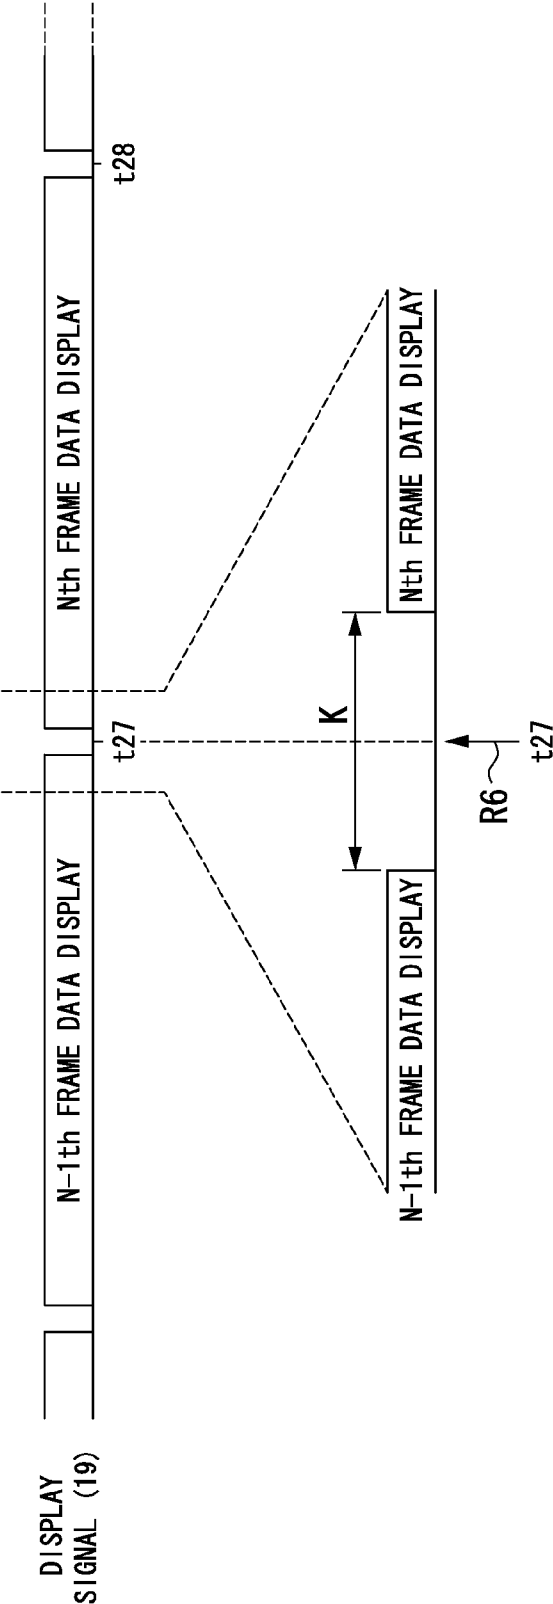 DISPLAY
SIGNAL (19)
N-1th FRAME DATA DISPLAY
Nth FRAME DATA DISPLAY
t27
t28
K
N-1th FRAME DATA DISPLAY
Nth FRAME DATA DISPLAY
R6
t27